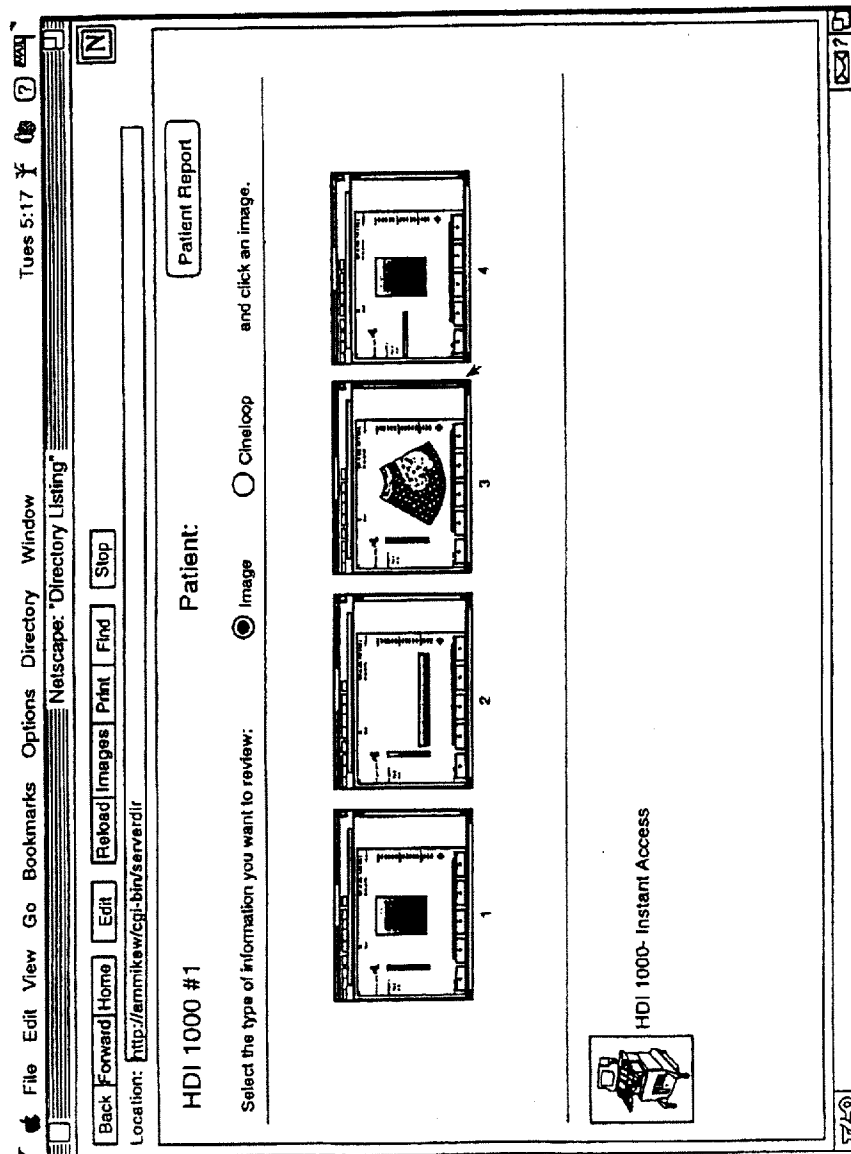 File Edit View Go Bookmarks Options Directory Window Tues 5:17
Netscape: "Directory Listing"
Back Forward Home Edit Reload Images Print Find Stop
N
Location: http://ammikew/cgi-bin/serverdir
HDI 1000 #1 Patient: Patient Report
Select the type of information you want to review: Image Cineloop and click an image.
1 2 3 4
HDI 1000- Instant Access
?